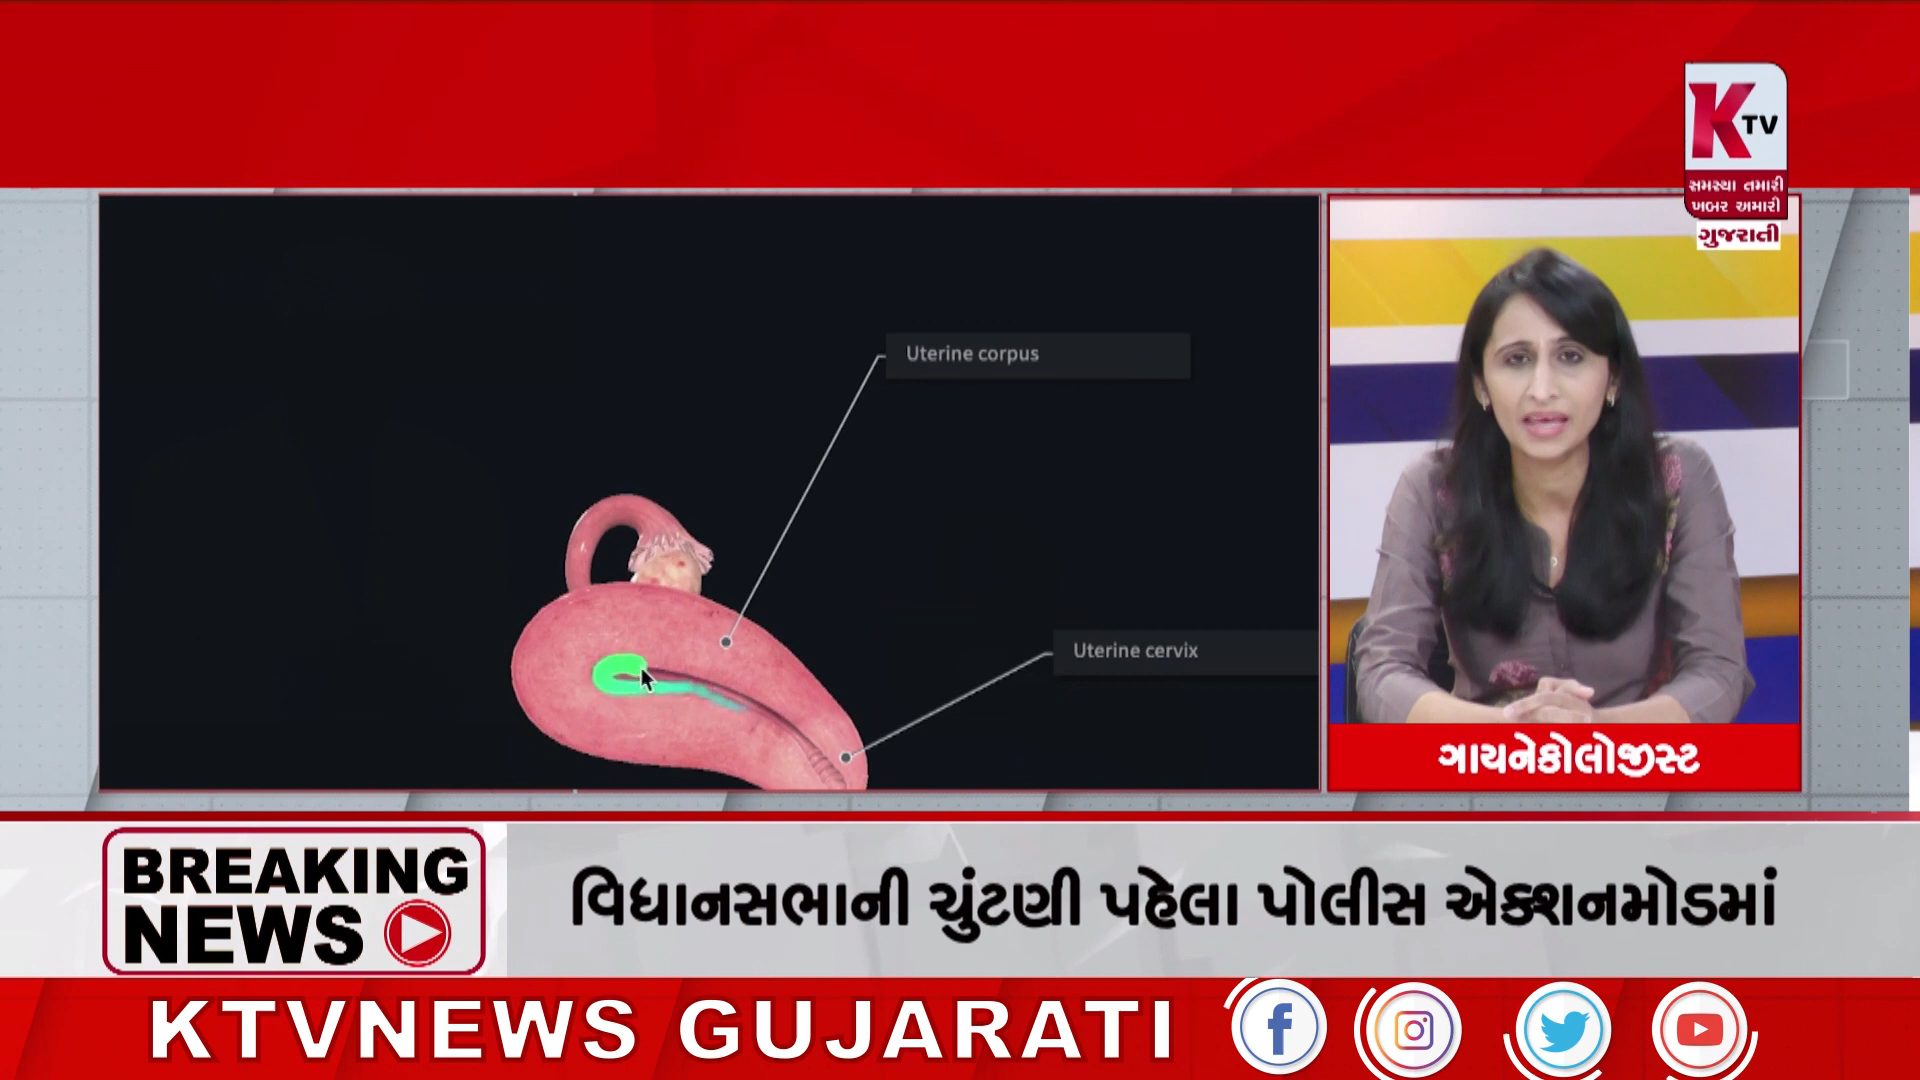 K TV
સમસ્યા તમારી
ખબર અમારી
ગુજરાતી
Uterine corpus
Uterine cervix
ગાયનેકોલોજીસ્ટ
BREAKING
NEWS
વિધાનસભાની ચુંટણી પહેલા પોલીસ એક્શનમોડમાં
KTVNEWS GUJARATI